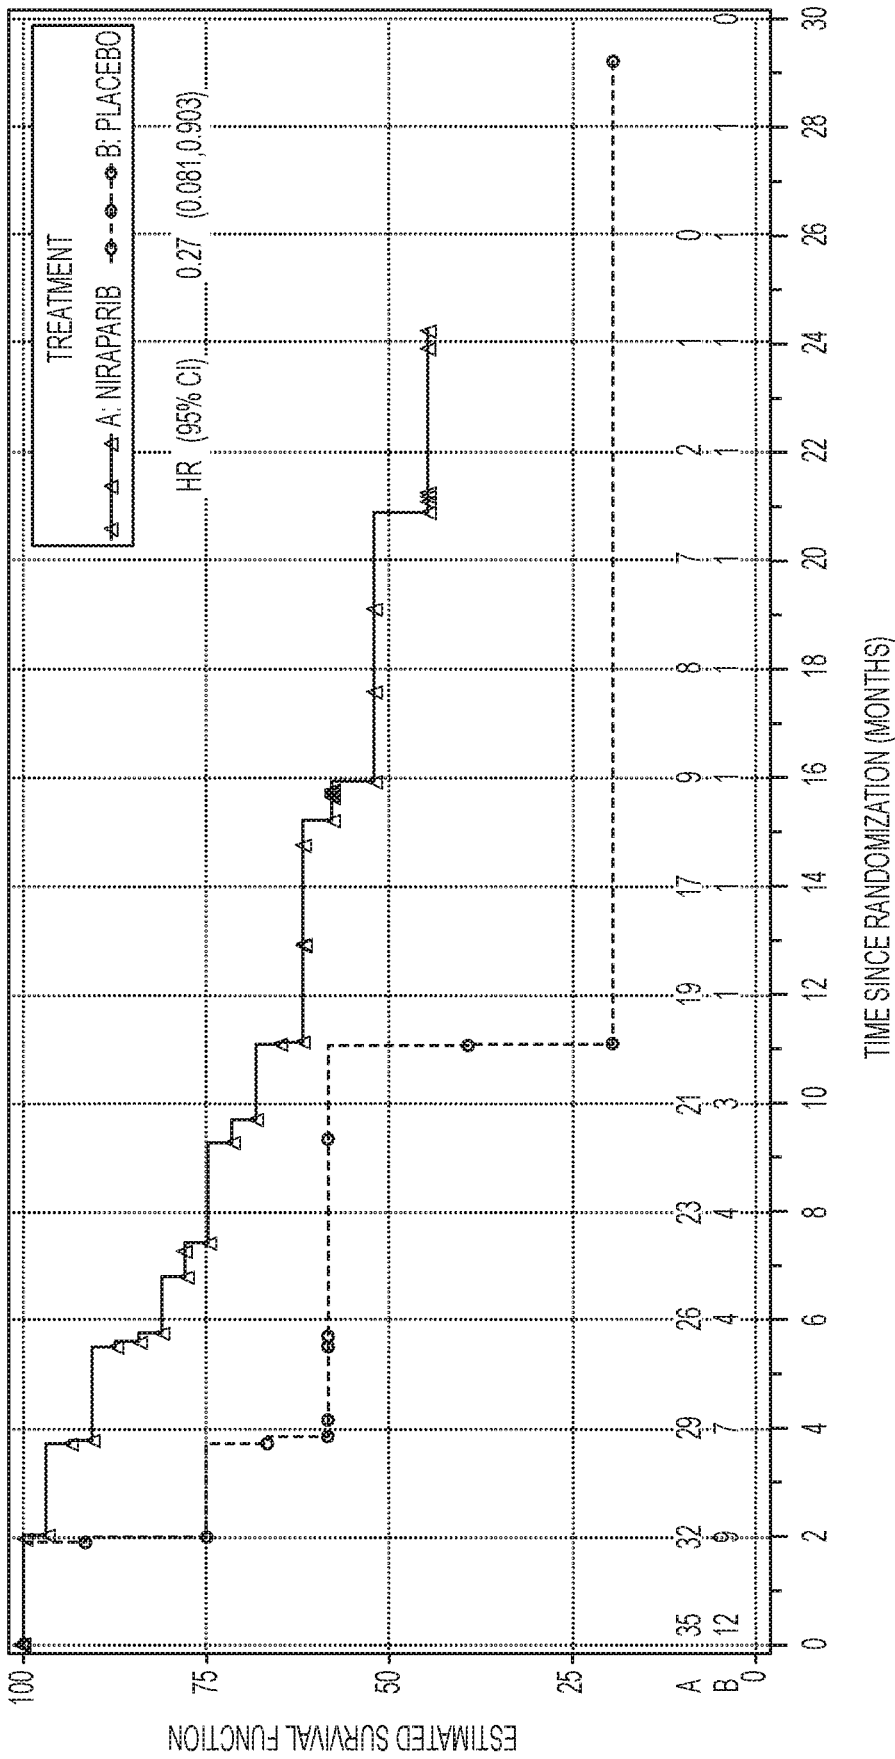 TREATMENT
A: NIRAPARIB B: PLACEBO
HR (95% CI) 0.27 (0.081,0.903)
ESTIMATED SURVIVAL FUNCTION
100
75
50
25
0
A 35 32 29 26 23 21 19 17 9 8 7 2 1 0
B 12 9 7 4 4 3 1 1 1 1 1 1 1 1 1 0
0 2 4 6 8 10 12 14 16 18 20 22 24 26 28 30
TIME SINCE RANDOMIZATION (MONTHS)